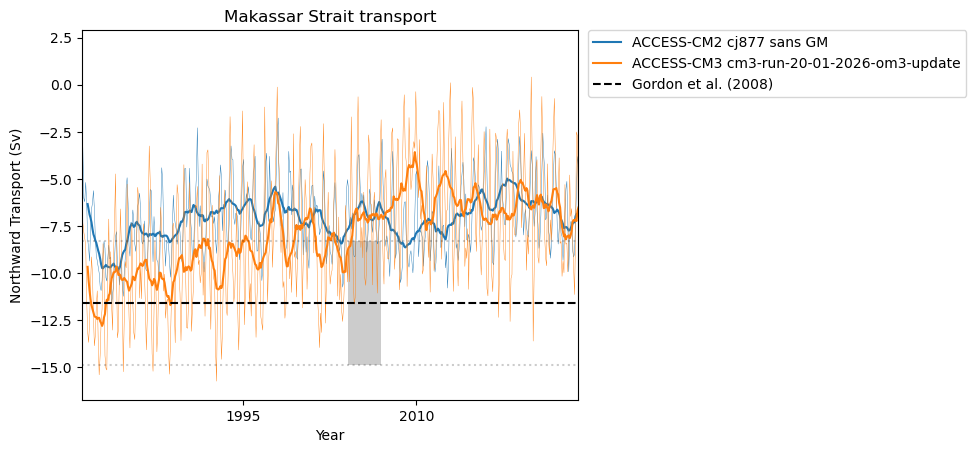 Makassar Strait transport
ACCESS-CM2 cj877 sans GM
ACCESS-CM3 cm3-run-20-01-2026-om3-update
Gordon et al. (2008)
Northward Transport (Sv)
2.5
0.0
−2.5
−5.0
−7.5
−10.0
−12.5
−15.0
1995
2010
Year